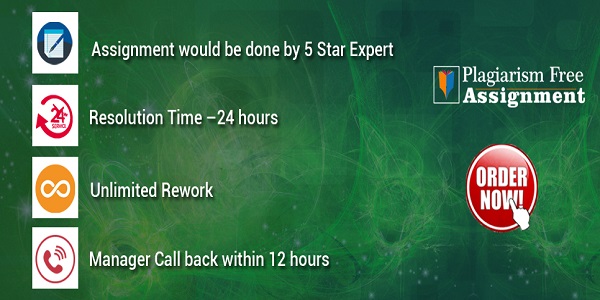 Assignment would be done by 5 Star Expert
Plagiarism Free
Assignment
24
SERVICE
Resolution Time –24 hours
ORDER
NOW!
Unlimited Rework
Manager Call back within 12 hours